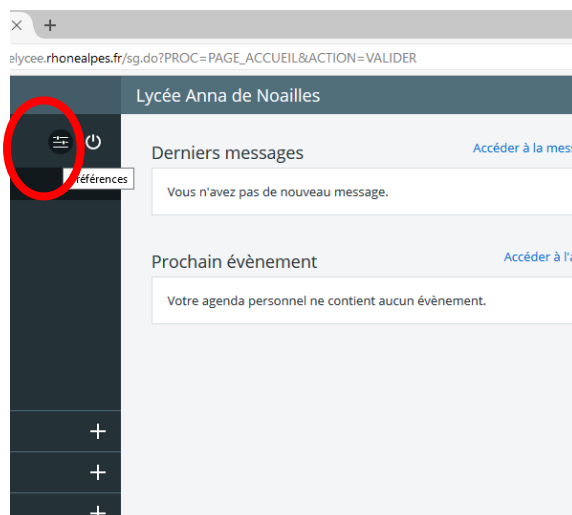 elycee.rhonealpes.fr/sg.do?PROC=PAGE_ACCUEIL&ACTION=VALIDER
Lycée Anna de Noailles
Derniers messages
Accéder à la mess
références
Vous n'avez pas de nouveau message.
Prochain évènement
Accéder à l'a
Votre agenda personnel ne contient aucun évènement.